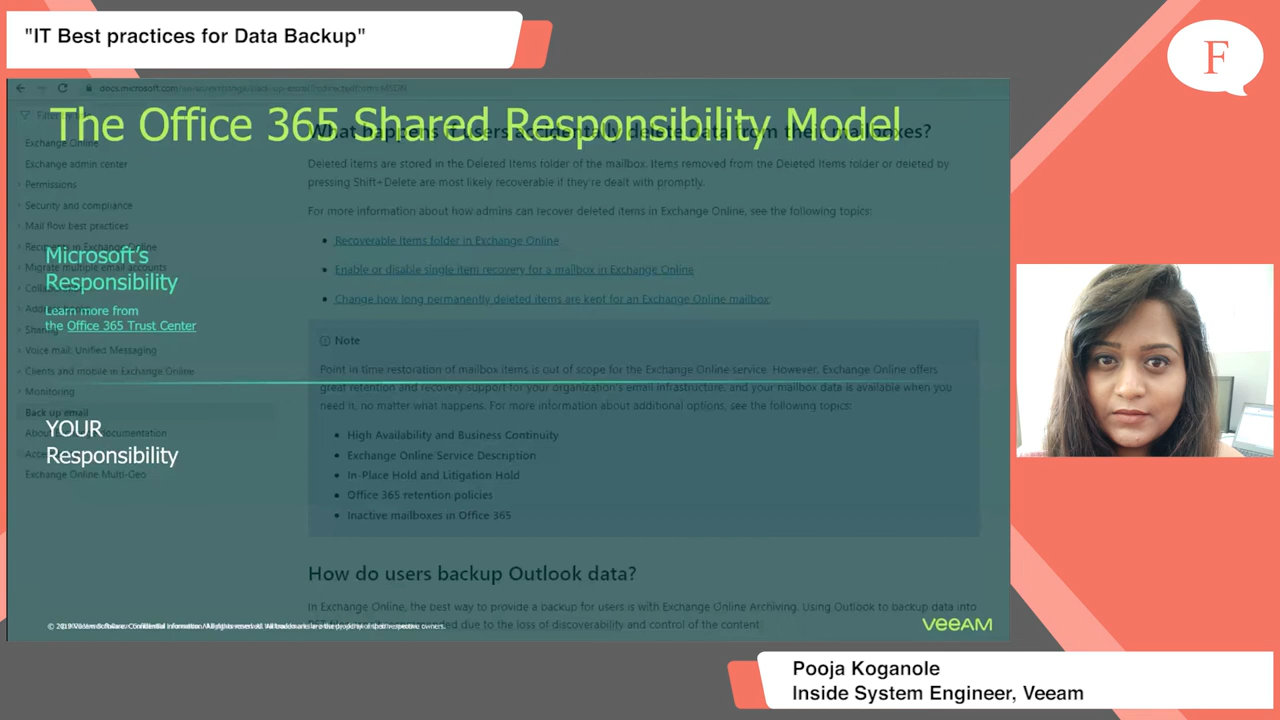 "IT Best practices for Data Backup"
F
docs.microsoft.com/
The Office 365 Shared Responsibility Model
What happens if users accidentally delete data from their mailboxes?
Exchange Online
Exchange admin center
Permissions
Security and compliance
Mail flow best practices
Recipients in Exchange Online
Migrate multiple email accounts
Sharing
Voice mail: Unified Messaging
Clients and mobile in Exchange Online
Monitoring
Back up email
Exchange Online Multi-Geo
Microsoft's
Responsibility
Learn more from
the Office 365 Trust Center
YOUR
Responsibility
Deleted items are stored in the Deleted Items folder of the mailbox. Items removed from the Deleted Items folder or deleted by
pressing Shift+Delete are most likely recoverable if they're dealt with promptly.
For more information about how admins can recover deleted items in Exchange Online, see the following topics:
• Recoverable Items folder in Exchange Online
• Enable or disable single item recovery for a mailbox in Exchange Online
• Change how long permanently deleted items are kept for an Exchange Online mailbox
Note
Point in time restoration of mailbox items is out of scope for the Exchange Online service. However, Exchange Online offers
great retention and recovery support for your organization's email infrastructure, and your mailbox data is available when you
need it, no matter what happens. For more information about additional options, see the following topics:
• High Availability and Business Continuity
• Exchange Online Service Description
• In-Place Hold and Litigation Hold
• Office 365 retention policies
• Inactive mailboxes in Office 365
How do users backup Outlook data?
In Exchange Online, the best way to provide a backup for users is with Exchange Online Archiving. Using Outlook to backup data into
due to the loss of discoverability and control of the content.
VEEAM
Pooja Koganole
Inside System Engineer, Veeam